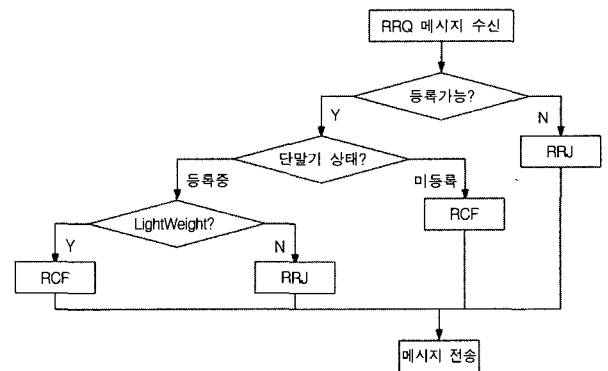 RRQ 메시지 수신
등록가능?
Y
N
단말기 상태?
RRJ
등록중
미등록
LightWeight?
RCF
Y
N
RCF
RRJ
메시지 전송